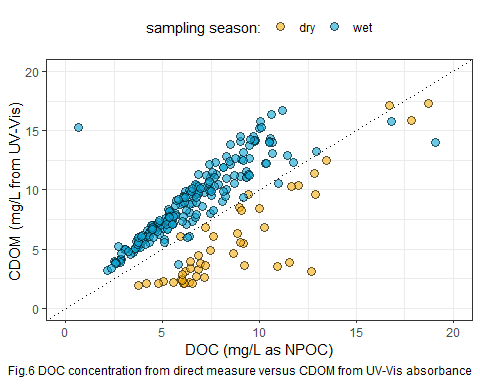 sampling season: dry wet
20
15
10
5
0
CDOM (mg/L from UV-Vis)
0 5 10 15 20
DOC (mg/L as NPOC)
Fig.6 DOC concentration from direct measure versus CDOM from UV-Vis absorbance